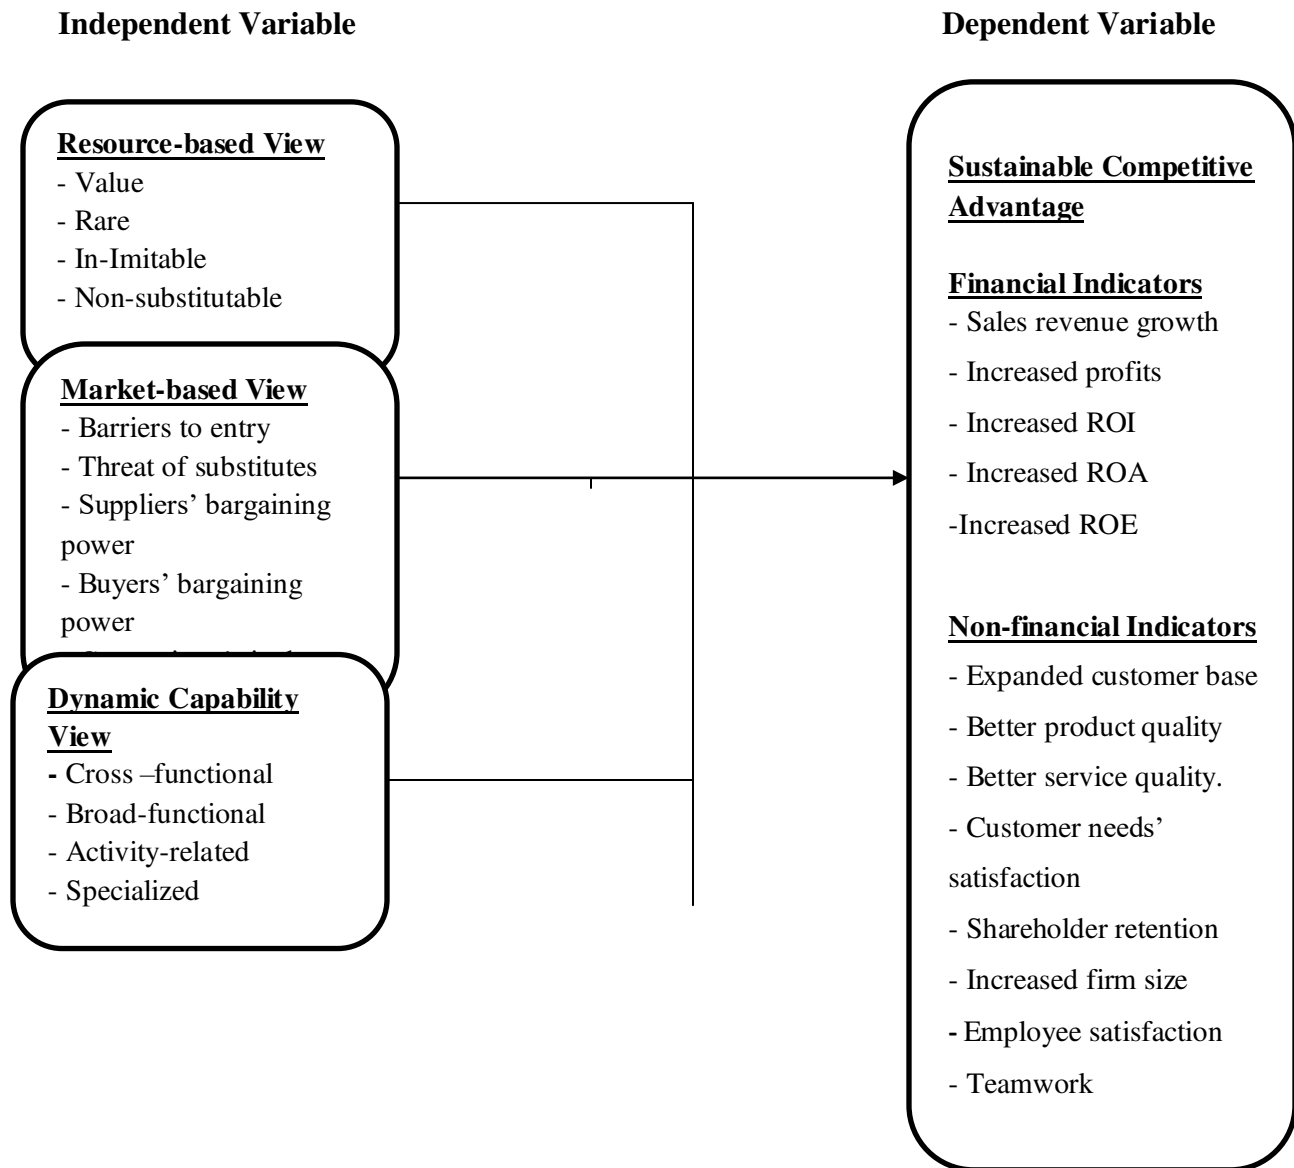 Independent Variable
Dependent Variable
Resource-based View
- Value
- Rare
- In-Imitable
- Non-substitutable
Market-based View
- Barriers to entry
- Threat of substitutes
- Suppliers’ bargaining
power
- Buyers’ bargaining
power
Dynamic Capability
View
- Cross –functional
- Broad-functional
- Activity-related
- Specialized
Sustainable Competitive
Advantage
Financial Indicators
- Sales revenue growth
- Increased profits
- Increased ROI
- Increased ROA
-Increased ROE
Non-financial Indicators
- Expanded customer base
- Better product quality
- Better service quality.
- Customer needs’
satisfaction
- Shareholder retention
- Increased firm size
- Employee satisfaction
- Teamwork